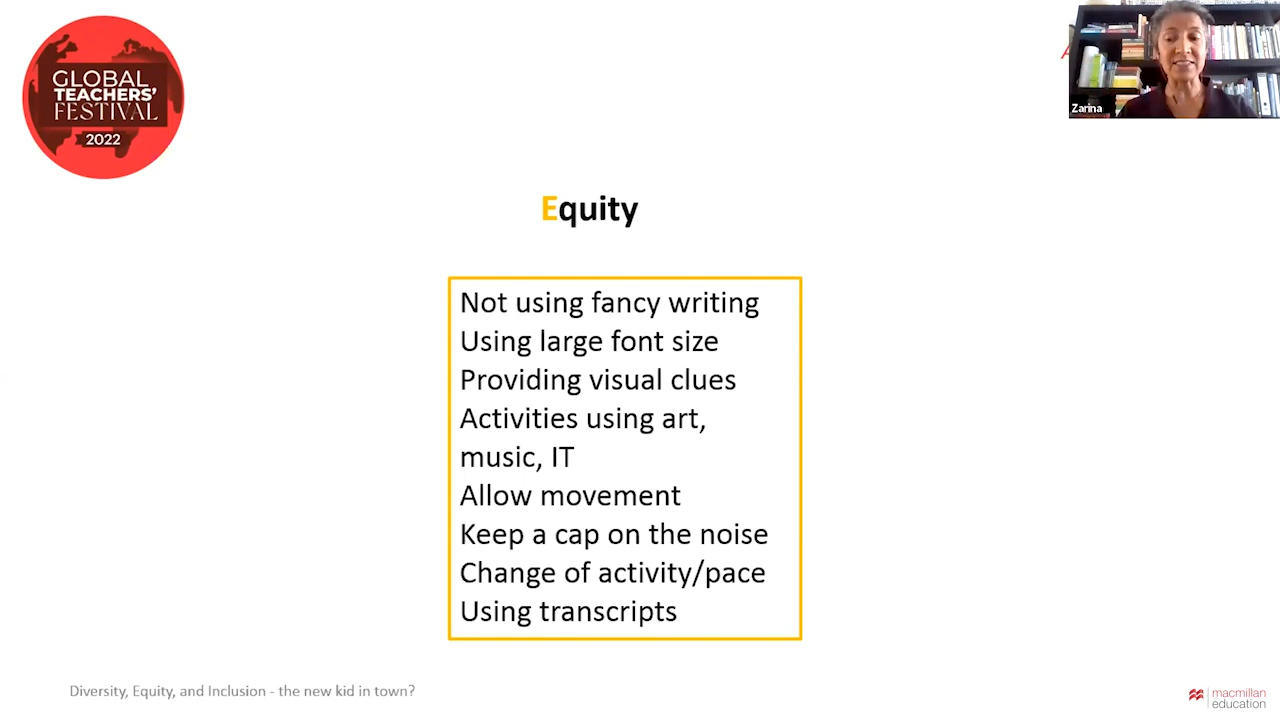 GLOBAL
TEACHERS'
FESTIVAL
2022
Zarina
Equity
Not using fancy writing
Using large font size
Providing visual clues
Activities using art,
music, IT
Allow movement
Keep a cap on the noise
Change of activity/pace
Using transcripts
Diversity, Equity, and Inclusion - the new kid in town?
macmillan
education